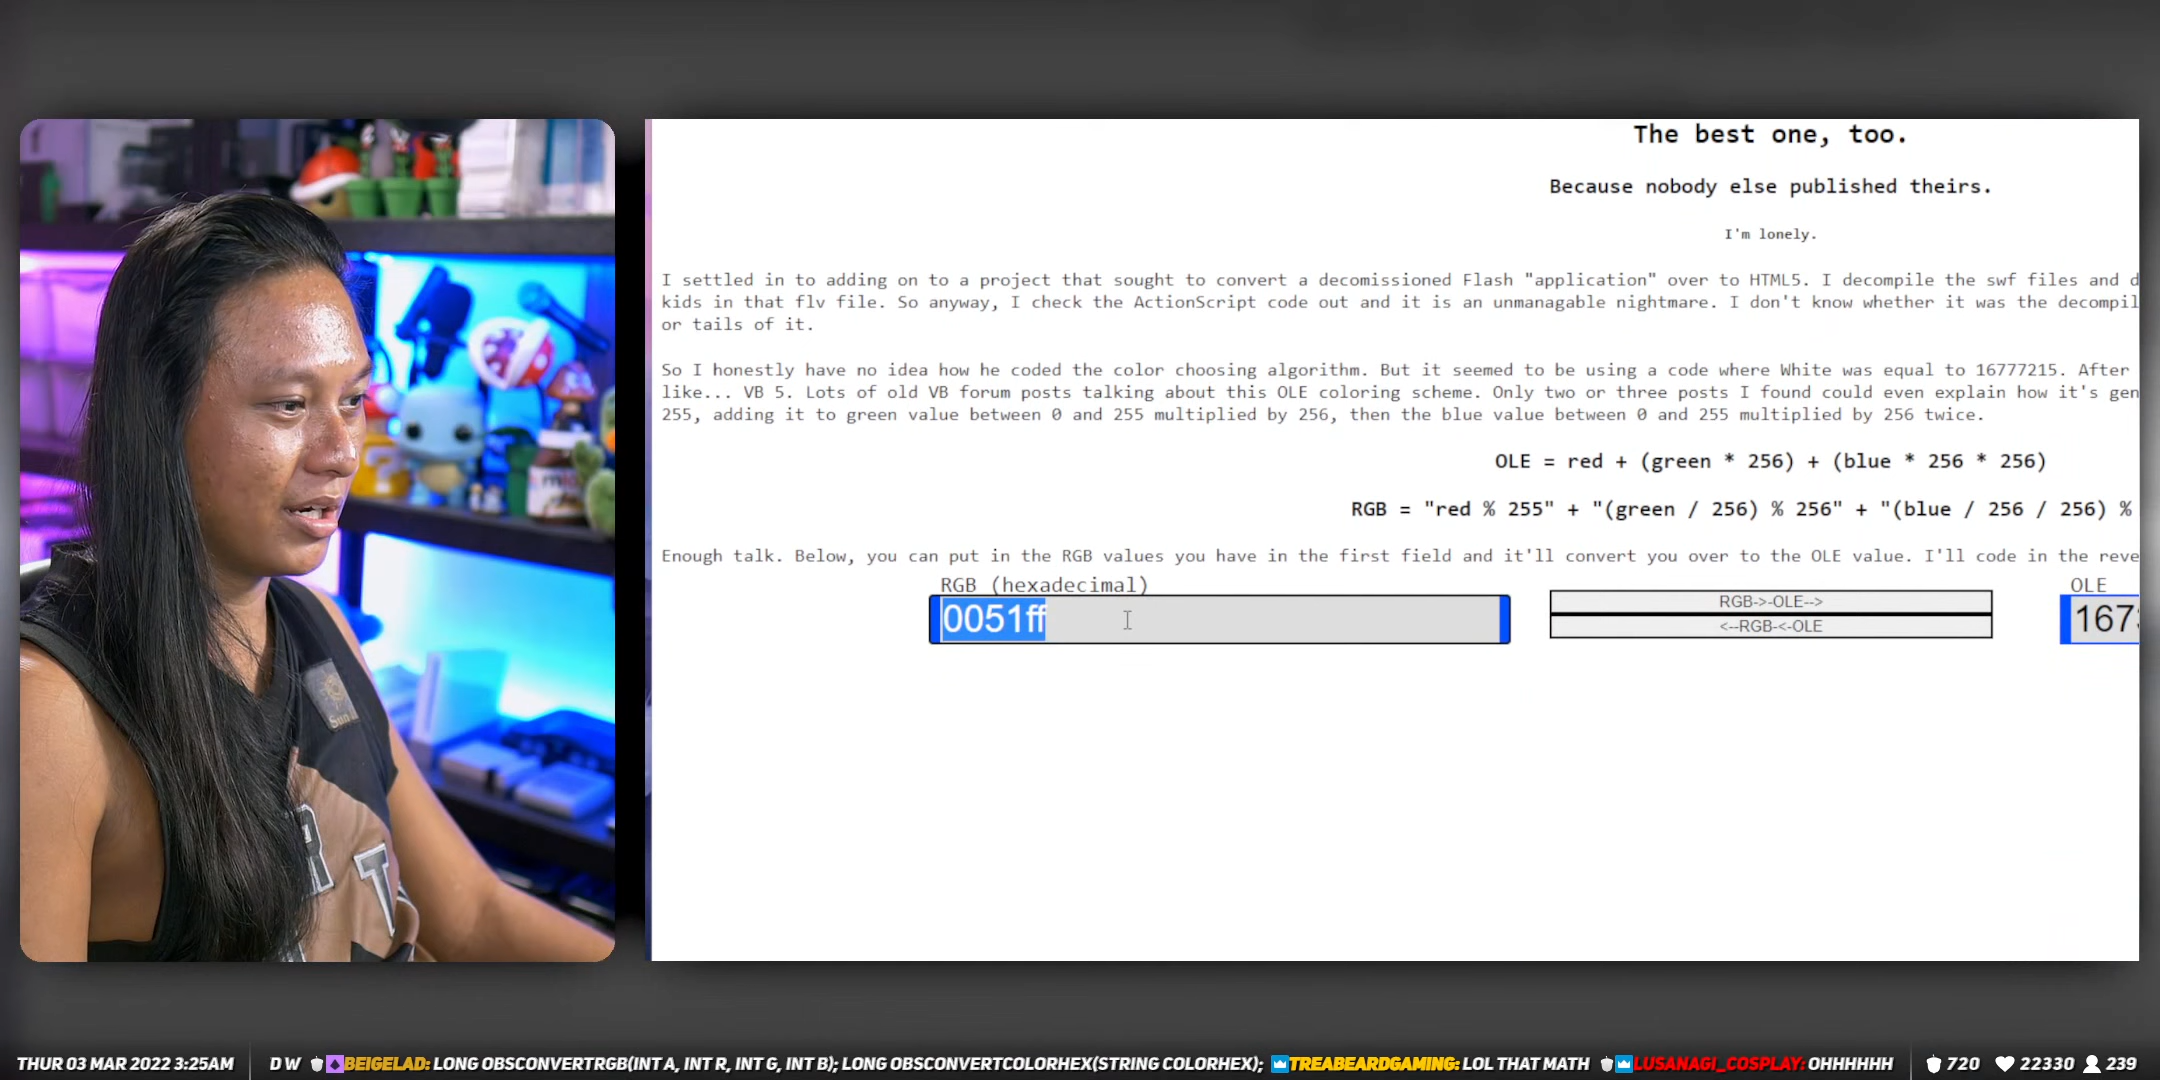 The best one, too.
Because nobody else published theirs.
I'm lonely.
I settled in to adding on to a project that sought to convert a decomissioned Flash "application" over to HTML5. I decompile the swf files and d
kids in that flv file. So anyway, I check the ActionScript code out and it is an unmanagable nightmare. I don't know whether it was the decompil
or tails of it.
So I honestly have no idea how he coded the color choosing algorithm. But it seemed to be using a code where White was equal to 16777215. After
like... VB 5. Lots of old VB forum posts talking about this OLE coloring scheme. Only two or three posts I found could even explain how it's gen
255, adding it to green value between 0 and 255 multiplied by 256, then the blue value between 0 and 255 multiplied by 256 twice.
OLE = red + (green * 256) + (blue * 256 * 256)
RGB = "red % 255" + "(green / 256) % 256" + "(blue / 256 / 256) %
Enough talk. Below, you can put in the RGB values you have in the first field and it'll convert you over to the OLE value. I'll code in the reve
RGB (hexadecimal)
OLE
0051ff
RGB->-OLE-->
<--RGB-<-OLE
167
Sun
THUR 03 MAR 2022 3:25AM
D W BEIGELAD: LONG OBSCONVERTRGB(INT A, INT R, INT G, INT B); LONG OBSCONVERTCOLORHEX(STRING COLORHEX); TREABEARDGAMING: LOL THAT MATH LUSANAGI_COSPLAY: OHHHHHH
720 22330 239